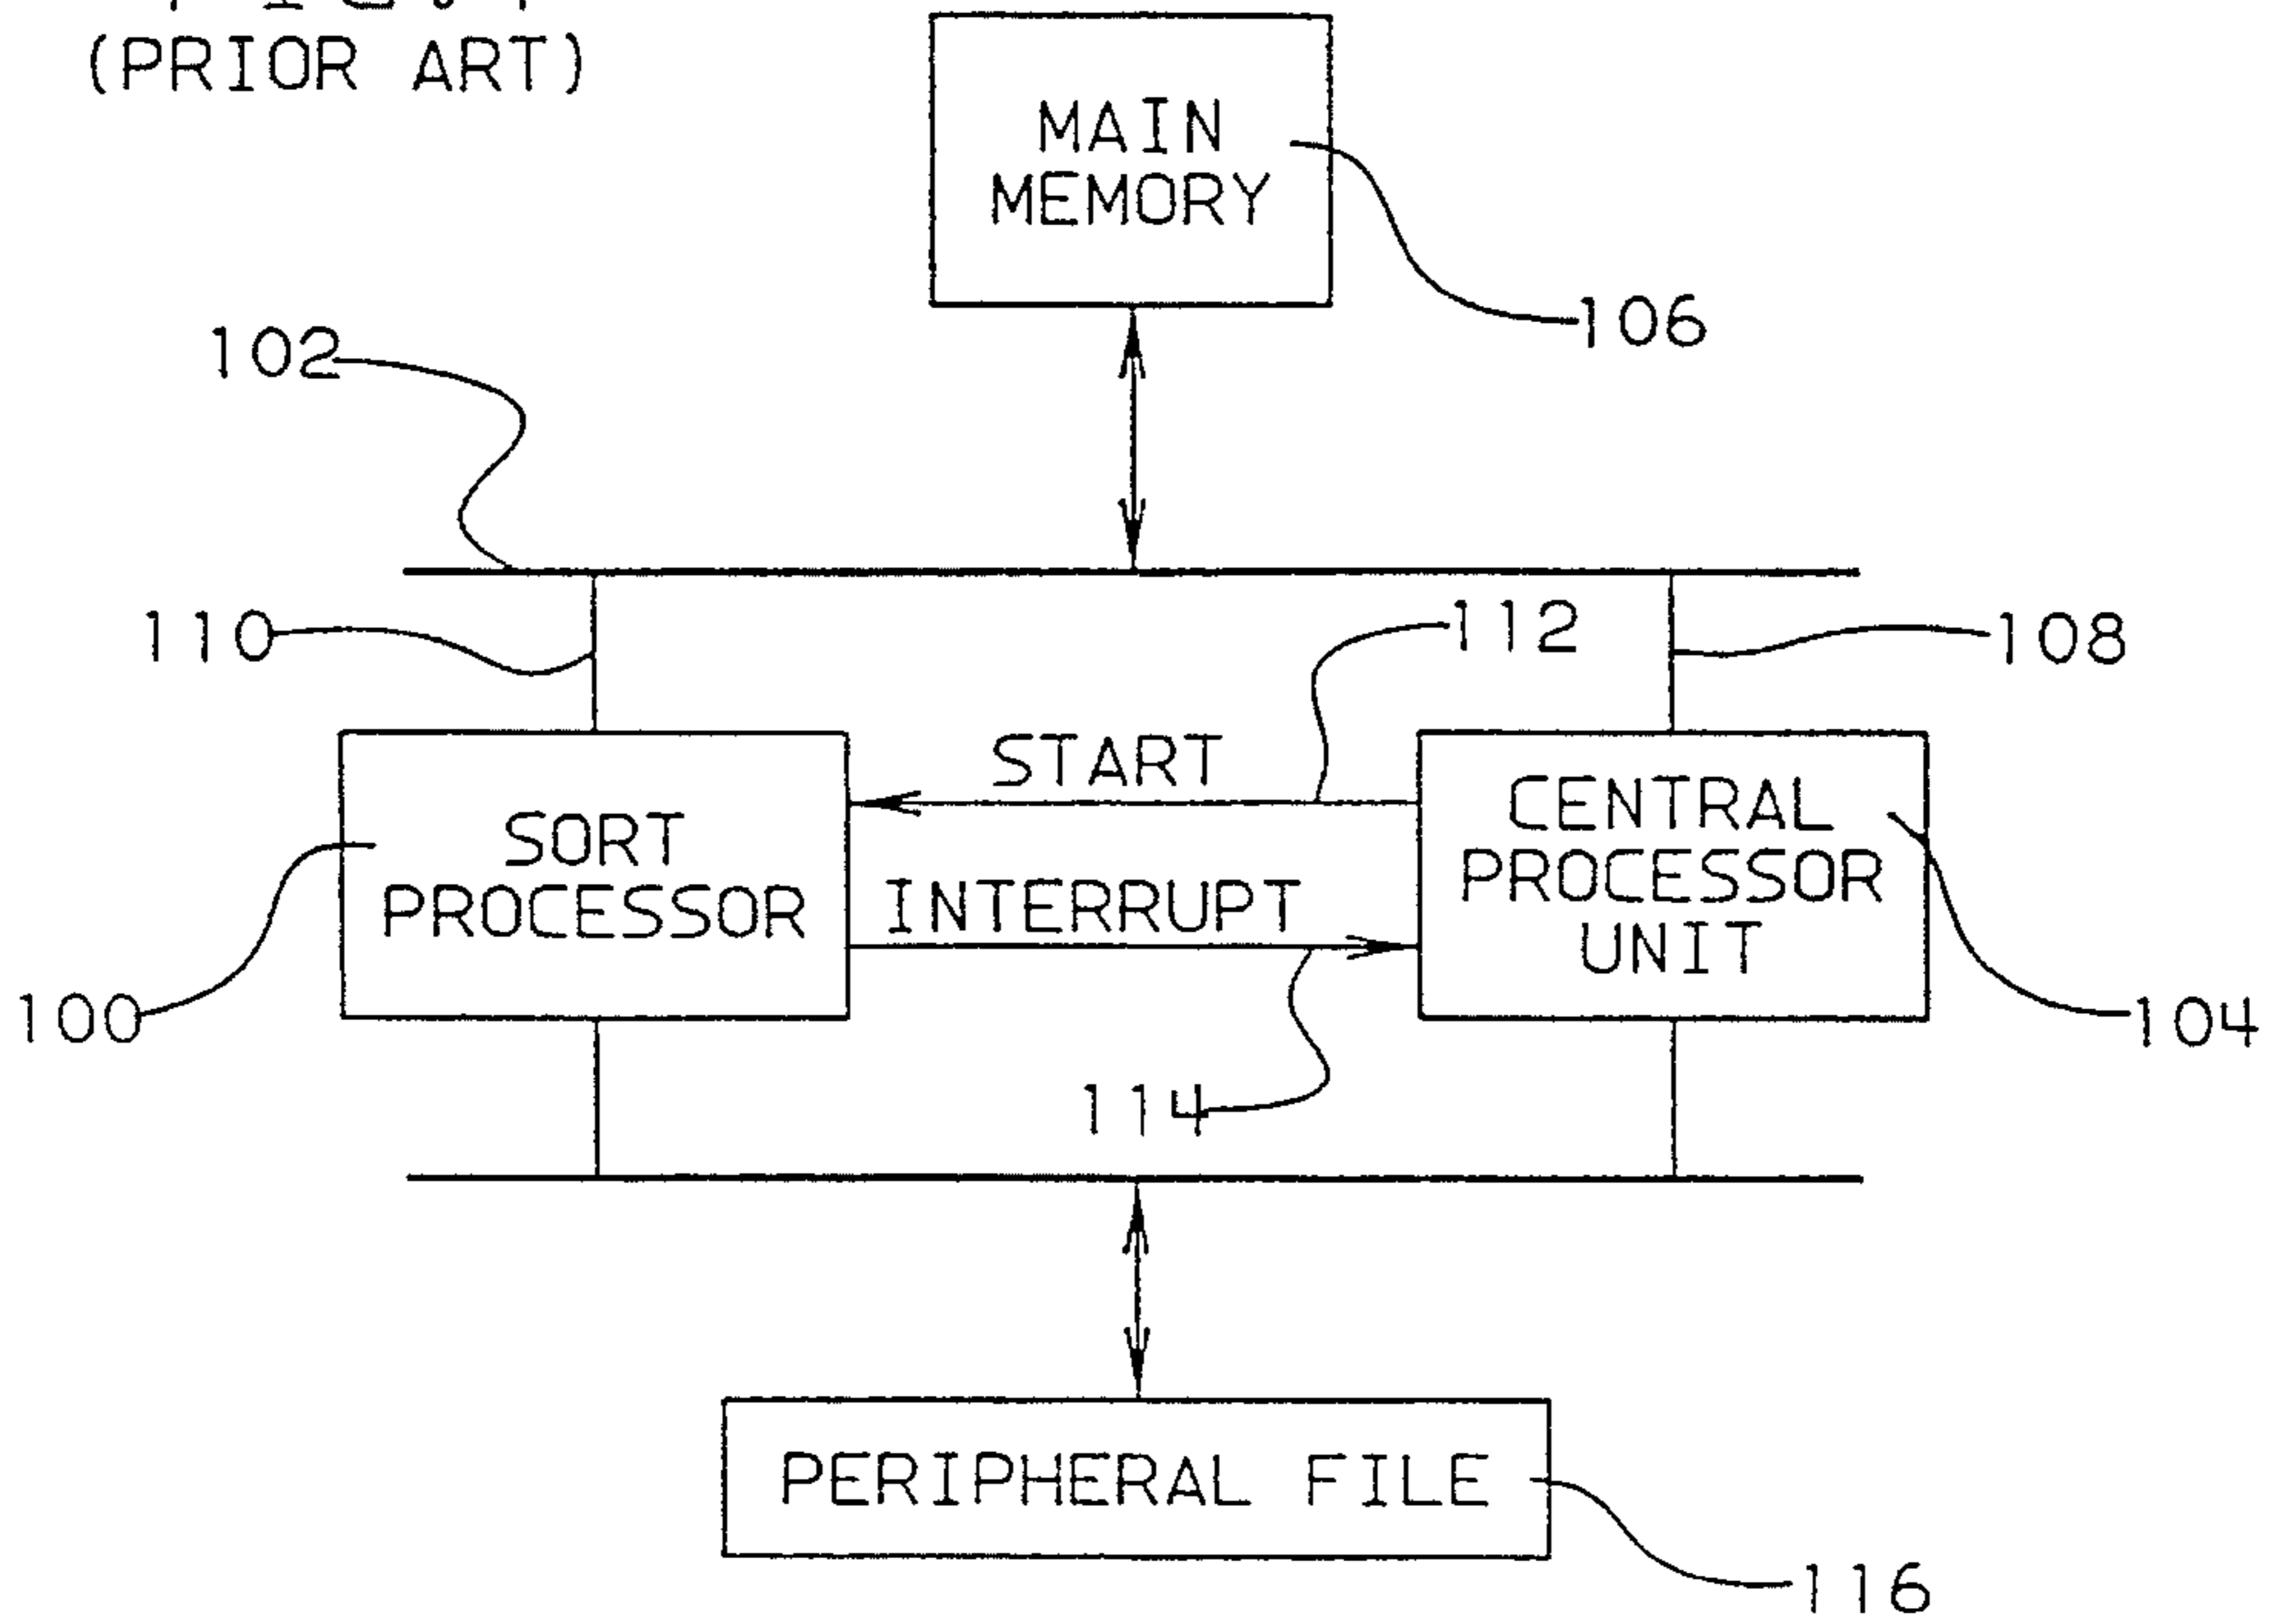 (PRIOR ART)
MAIN
MEMORY
106
102
110
112
108
START
SORT
PROCESSOR
INTERRUPT
CENTRAL
PROCESSOR
UNIT
100
104
114
PERIPHERAL FILE
116